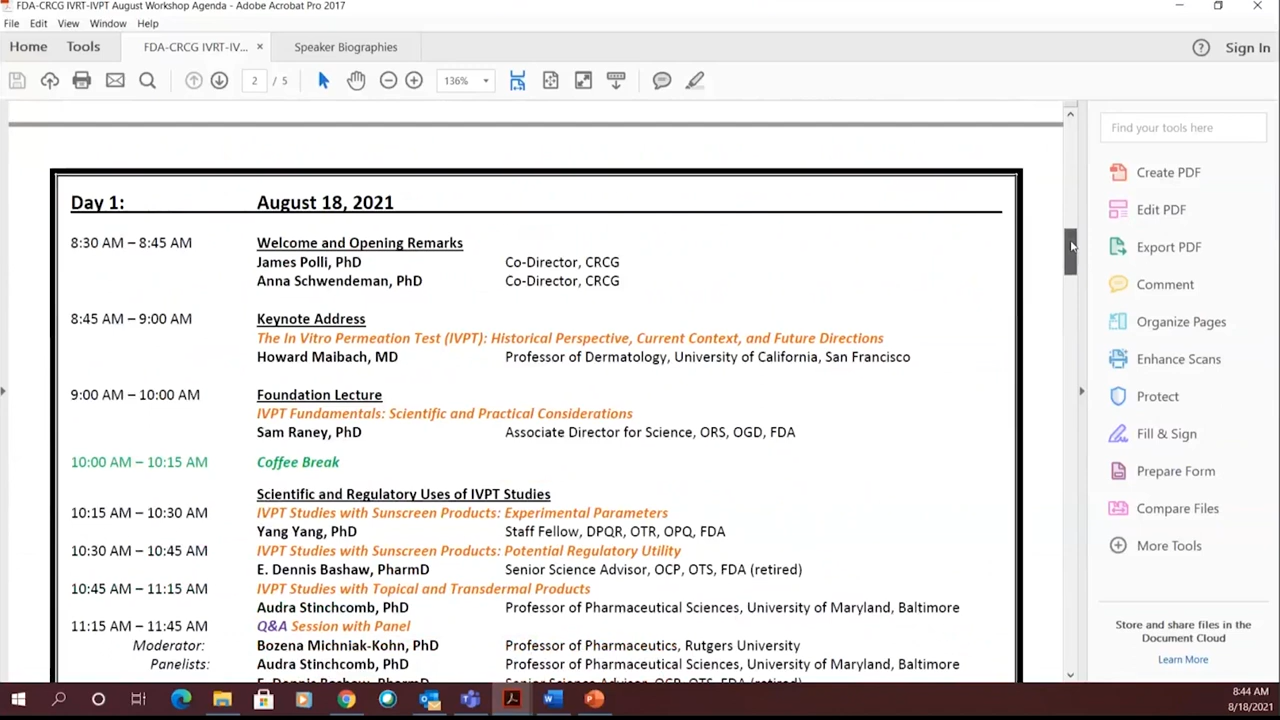 FDA-CRCG IVRT-IVPT August Workshop Agenda - Adobe Acrobat Pro 2017
File Edit View Window Help
Home Tools FDA-CRCG IVRT-IV... × Speaker Biographies Sign In
2 / 5 136%
Find your tools here
Day 1: August 18, 2021
8:30 AM – 8:45 AM Welcome and Opening Remarks
James Polli, PhD Co-Director, CRCG
Anna Schwendeman, PhD Co-Director, CRCG
8:45 AM – 9:00 AM Keynote Address
The In Vitro Permeation Test (IVPT): Historical Perspective, Current Context, and Future Directions
Howard Maibach, MD Professor of Dermatology, University of California, San Francisco
9:00 AM – 10:00 AM Foundation Lecture
IVPT Fundamentals: Scientific and Practical Considerations
Sam Raney, PhD Associate Director for Science, ORS, OGD, FDA
10:00 AM – 10:15 AM Coffee Break
Scientific and Regulatory Uses of IVPT Studies
10:15 AM – 10:30 AM IVPT Studies with Sunscreen Products: Experimental Parameters
Yang Yang, PhD Staff Fellow, DPQR, OTR, OPQ, FDA
10:30 AM – 10:45 AM IVPT Studies with Sunscreen Products: Potential Regulatory Utility
E. Dennis Bashaw, PharmD Senior Science Advisor, OCP, OTS, FDA (retired)
10:45 AM – 11:15 AM IVPT Studies with Topical and Transdermal Products
Audra Stinchcomb, PhD Professor of Pharmaceutical Sciences, University of Maryland, Baltimore
11:15 AM – 11:45 AM Q&A Session with Panel
Moderator: Bozena Michniak-Kohn, PhD Professor of Pharmaceutics, Rutgers University
Panelists: Audra Stinchcomb, PhD Professor of Pharmaceutical Sciences, University of Maryland, Baltimore
E. Dennis Bashaw, PharmD Senior Science Advisor, OCP, OTS, FDA (retired)
Create PDF
Edit PDF
Export PDF
Comment
Organize Pages
Enhance Scans
Protect
Fill & Sign
Prepare Form
Compare Files
More Tools
Store and share files in the
Document Cloud
Learn More
8:44 AM
8/18/2021